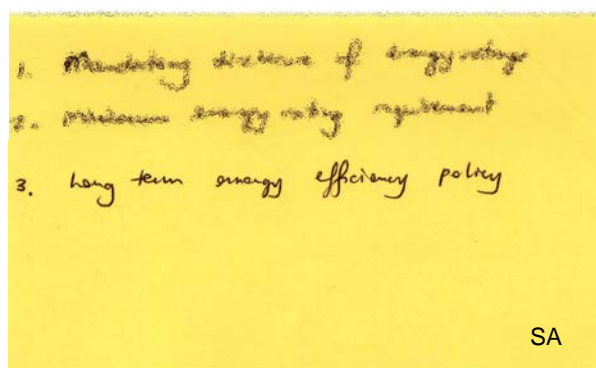 1. Mandatory disclosure of energy ratings
2. Minimum energy rating requirement
3. Long term energy efficiency policy
SA